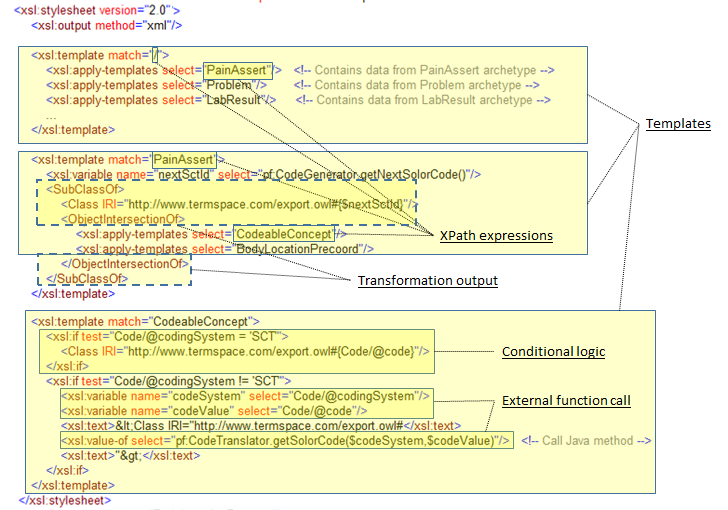 <xsl:stylesheet version="2.0">
<xsl:output method="xml"/>
<xsl:template match="/">
<xsl:apply-templates select="PainAssert"/> <!-- Contains data from PainAssert archetype -->
<xsl:apply-templates select="Problem"/> <!-- Contains data from Problem archetype -->
<xsl:apply-templates select="LabResult"/> <!-- Contains data from LabResult archetype -->
...
</xsl:template>
Templates
<xsl:template match="PainAssert">
<xsl:variable name="nextSctId" select="pf:CodeGenerator.getNextSolorCode()"/>
<SubClassOf>
<Class IRI="http://www.termspace.com/export.owl#{$nextSctId}"/>
<ObjectIntersectionOf>
<xsl:apply-templates select="CodeableConcept"/>
XPath expressions
<xsl:apply-templates select="BodyLocationPrecoord"/>
</ObjectIntersectionOf>
</SubClassOf>
Transformation output
</xsl:template>
<xsl:template match="CodeableConcept">
<xsl:if test="Code/@codingSystem = 'SCT'">
<Class IRI="http://www.termspace.com/export.owl#{Code/@code}"/>
Conditional logic
</xsl:if>
<xsl:if test="Code/@codingSystem != 'SCT'">
<xsl:variable name="codeSystem" select="Code/@codingSystem"/>
External function call
<xsl:variable name="codeValue" select="Code/@code"/>
<xsl:text>&lt;Class IRI="http://www.termspace.com/export.owl#</xsl:text>
<xsl:value-of select="pf:CodeTranslator.getSolorCode($codeSystem,$codeValue)"/> <!-- Call Java method -->
<xsl:text>"&gt;</xsl:text>
</xsl:if>
</xsl:template>
</xsl:stylesheet>